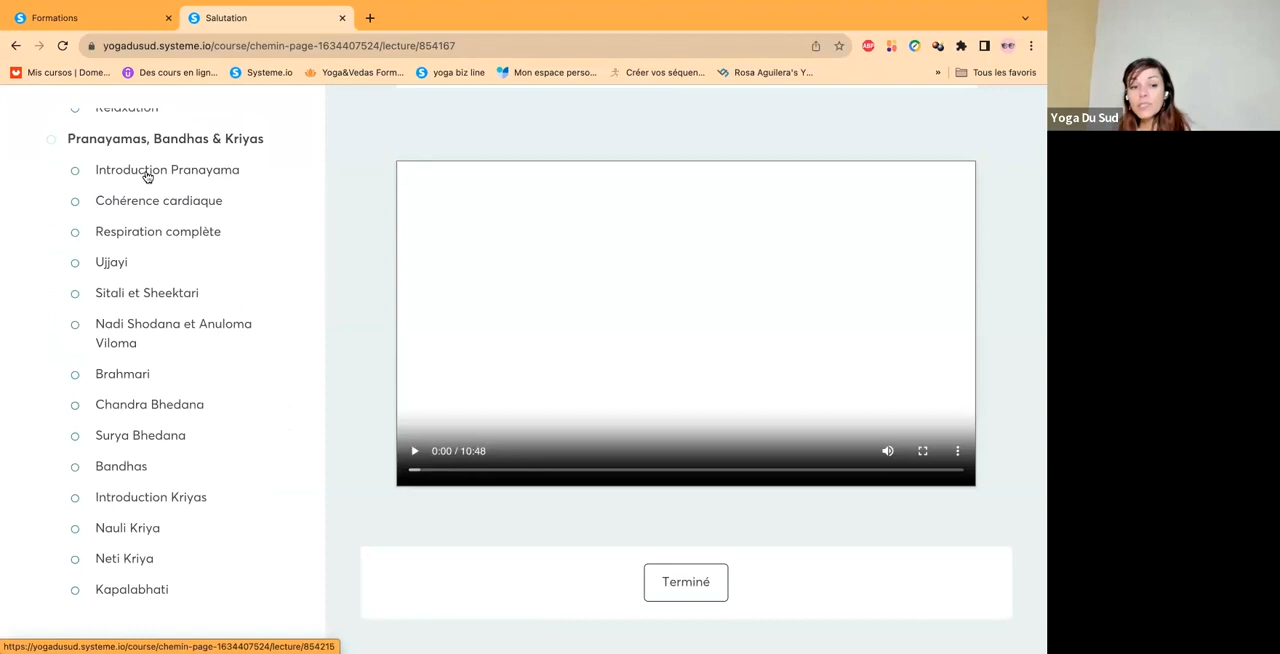 Formations
Salutation
yogadusud.systeme.io/course/chemin-page-1634407524/lecture/854167
ABP
Mis cursos | Dome...
Des cours en lign...
Systeme.io
Yoga&Vedas Form...
yoga biz line
Mon espace perso...
Créer vos séquen...
Rosa Aguilera's Y...
»
Tous les favoris
Relaxation
Pranayamas, Bandhas & Kriyas
Introduction Pranayama
Cohérence cardiaque
Respiration complète
Ujjayi
Sitali et Sheektari
Nadi Shodana et Anuloma
Viloma
Brahmari
Chandra Bhedana
Surya Bhedana
Bandhas
Introduction Kriyas
Nauli Kriya
Neti Kriya
Kapalabhati
0:00 / 10:48
Terminé
https://yogadusud.systeme.io/course/chemin-page-1634407524/lecture/854215
Yoga Du Sud